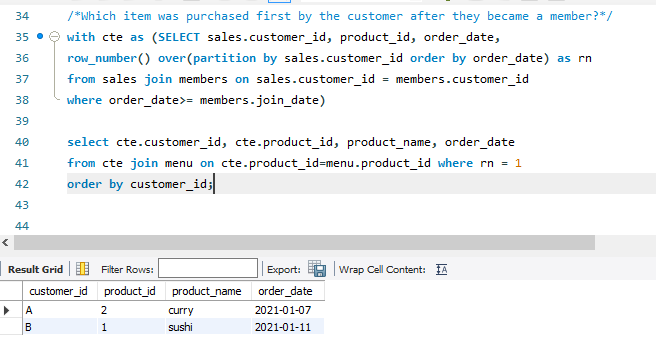 34 /*Which item was purchased first by the customer after they became a member?*/
35 with cte as (SELECT sales.customer_id, product_id, order_date,
36 row_number() over(partition by sales.customer_id order by order_date) as rn
37 from sales join members on sales.customer_id = members.customer_id
38 where order_date>= members.join_date)
39
40 select cte.customer_id, cte.product_id, product_name, order_date
41 from cte join menu on cte.product_id=menu.product_id where rn = 1
42 order by customer_id;
43
44
Result Grid Filter Rows: Export: Wrap Cell Content:
customer_id product_id product_name order_date
A 2 curry 2021-01-07
B 1 sushi 2021-01-11